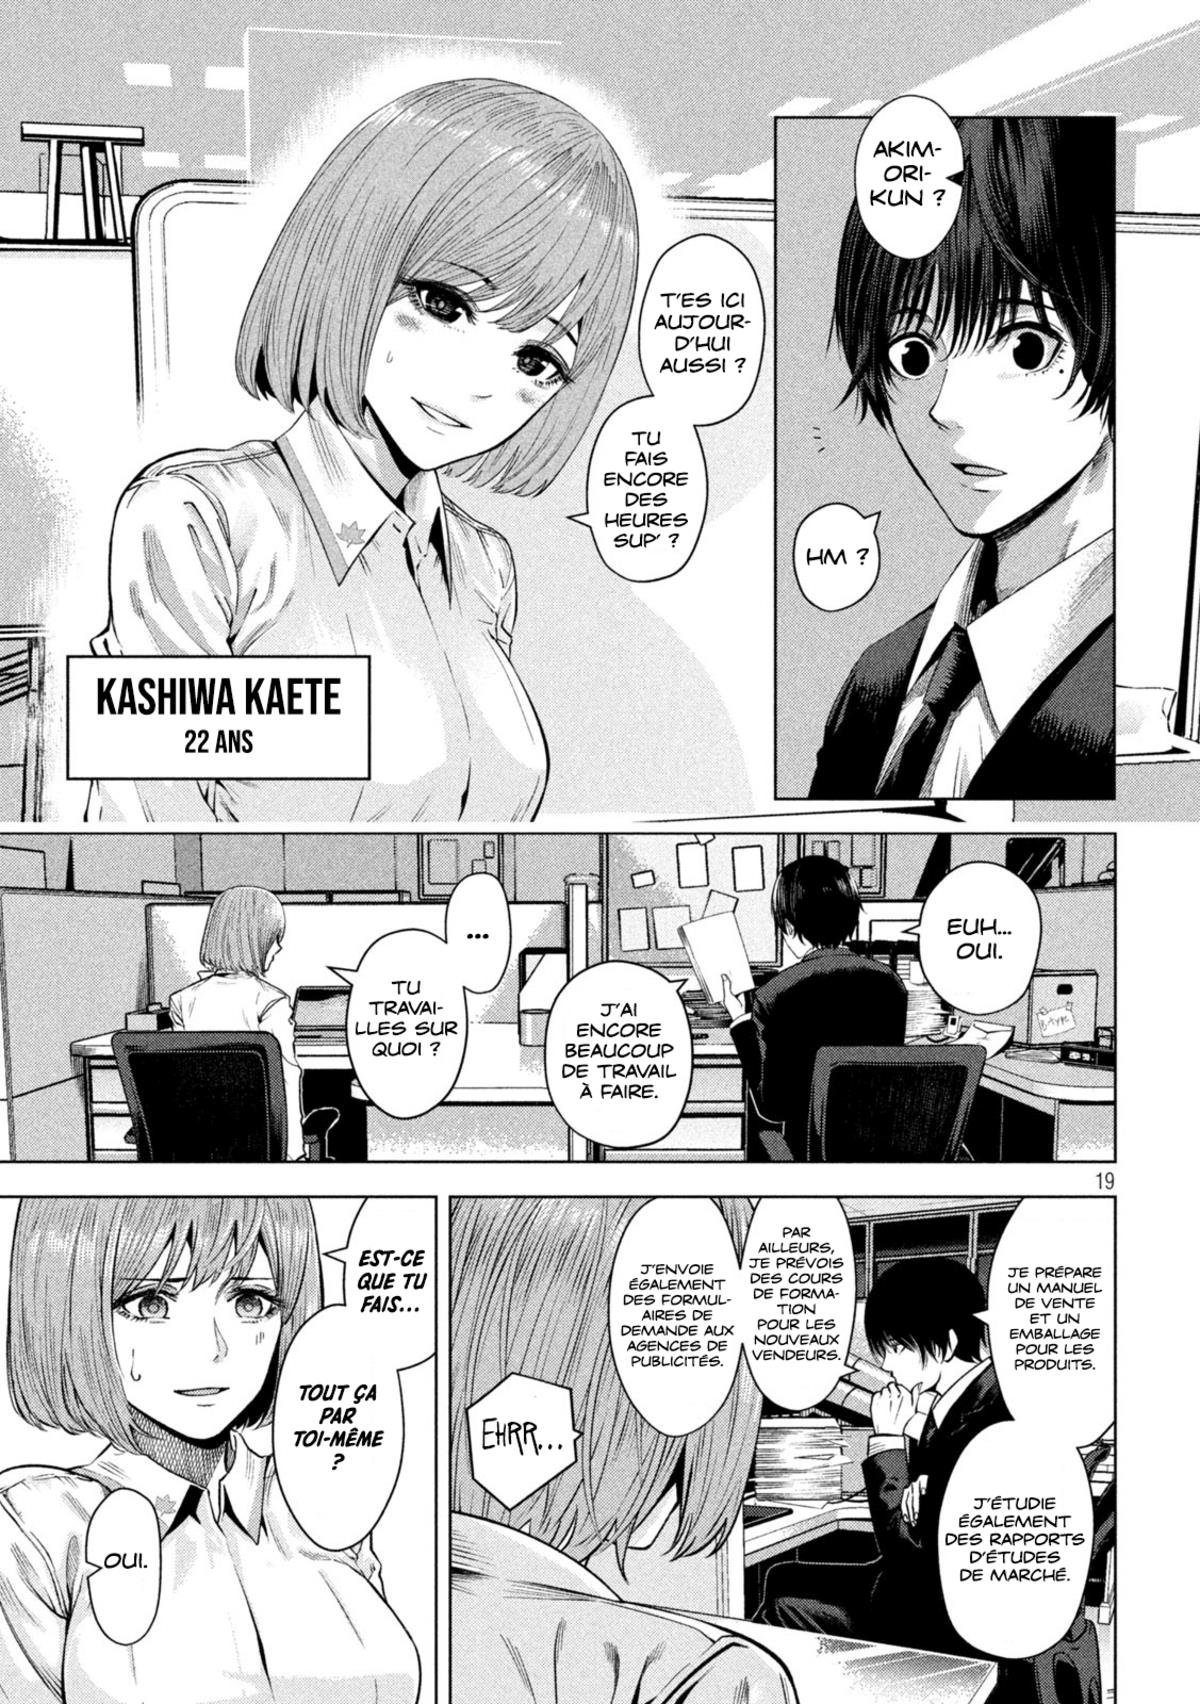 AKIM-
ORI-
KUN ?
HM ?
T'ES ICI
AUJOUR-
D'HUI
AUSSI ?
TU
FAIS
ENCORE
DES
HEURES
SUP' ?
KASHIWA KAETE
22 ANS
EUH...
OUI.
J'AI
ENCORE
BEAUCOUP
DE TRAVAIL
À FAIRE.
...
TU
TRAVAI-
LLES SUR
QUOI ?
B-type
19
JE PRÉPARE
UN MANUEL
DE VENTE
ET UN
EMBALLAGE
POUR LES
PRODUITS.
J'ÉTUDIE
ÉGALEMENT
DES RAPPORTS
D'ÉTUDES
DE MARCHÉ.
PAR
AILLEURS,
JE PRÉVOIS
DES COURS
DE FORMA-
TION
POUR LES
NOUVEAUX
VENDEURS.
J'ENVOIE
ÉGALEMENT
DES FORMUL-
AIRES DE
DEMANDE AUX
AGENCES DE
PUBLICITÉS.
EHRR...
EST-CE
QUE TU
FAIS...
TOUT ÇA
PAR
TOI-MÊME
?
OUI.